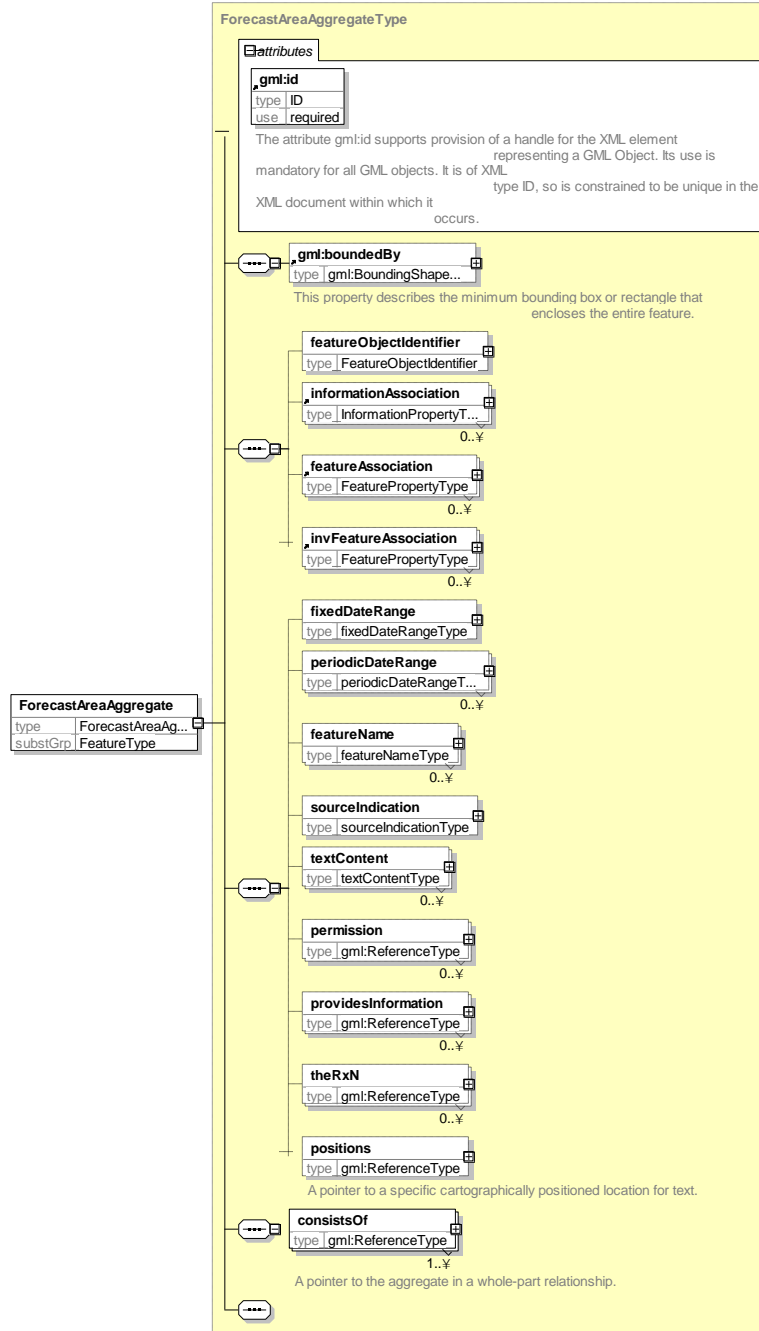 ForecastAreaAggregateType
attributes
gml:id
type ID
use required
The attribute gml:id supports provision of a handle for the XML element
representing a GML Object. Its use is
mandatory for all GML objects. It is of XML
type ID, so is constrained to be unique in the
XML document within which it
occurs.
gml:boundedBy
type gml:BoundingShape...
This property describes the minimum bounding box or rectangle that
encloses the entire feature.
featureObjectIdentifier
type FeatureObjectIdentifier
informationAssociation
type InformationPropertyT...
0..¥
featureAssociation
type FeaturePropertyType
0..¥
invFeatureAssociation
type FeaturePropertyType
0..¥
fixedDateRange
type fixedDateRangeType
periodicDateRange
type periodicDateRangeT...
0..¥
ForecastAreaAggregate
type ForecastAreaAg...
substGrp FeatureType
featureName
type featureNameType
0..¥
sourceIndication
type sourceIndicationType
textContent
type textContentType
0..¥
permission
type gml:ReferenceType
0..¥
providesInformation
type gml:ReferenceType
0..¥
theRxN
type gml:ReferenceType
0..¥
positions
type gml:ReferenceType
A pointer to a specific cartographically positioned location for text.
consistsOf
type gml:ReferenceType
1..¥
A pointer to the aggregate in a whole-part relationship.